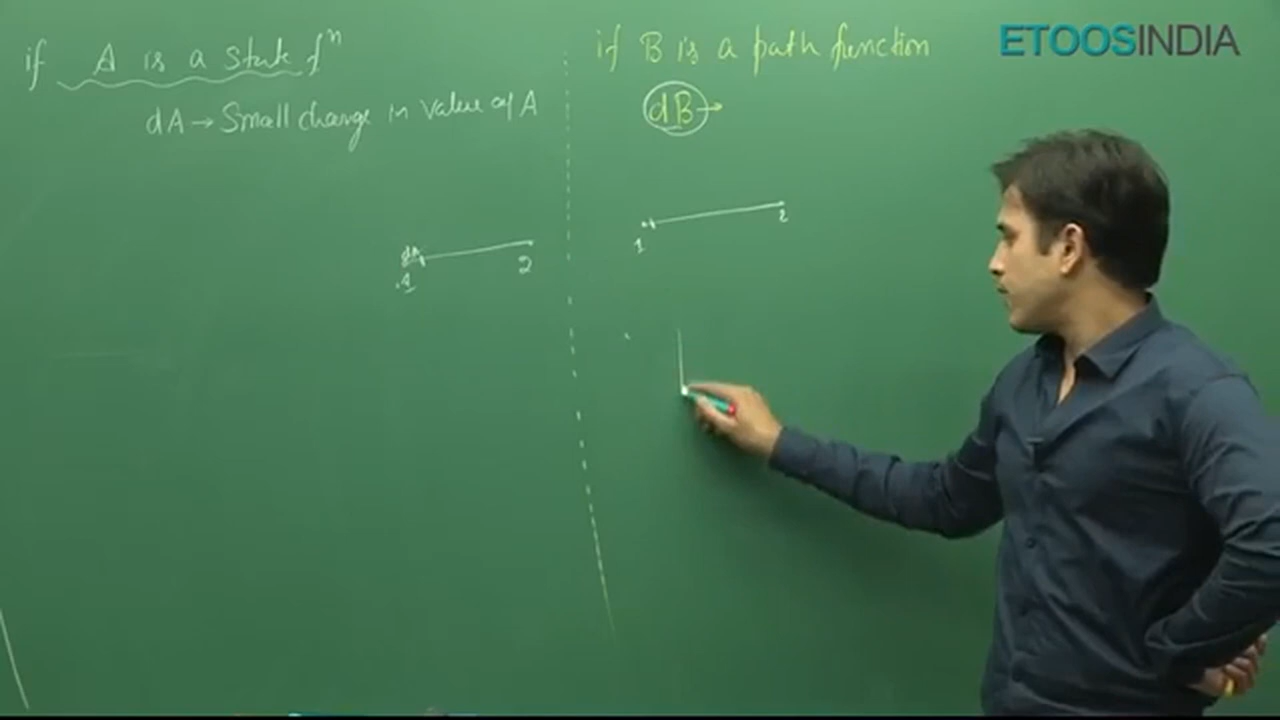 if A is a state fⁿ
dA → Small change in value of A
dA
A
2
if B is a path function
dB →
1
2
ETOOSINDIA